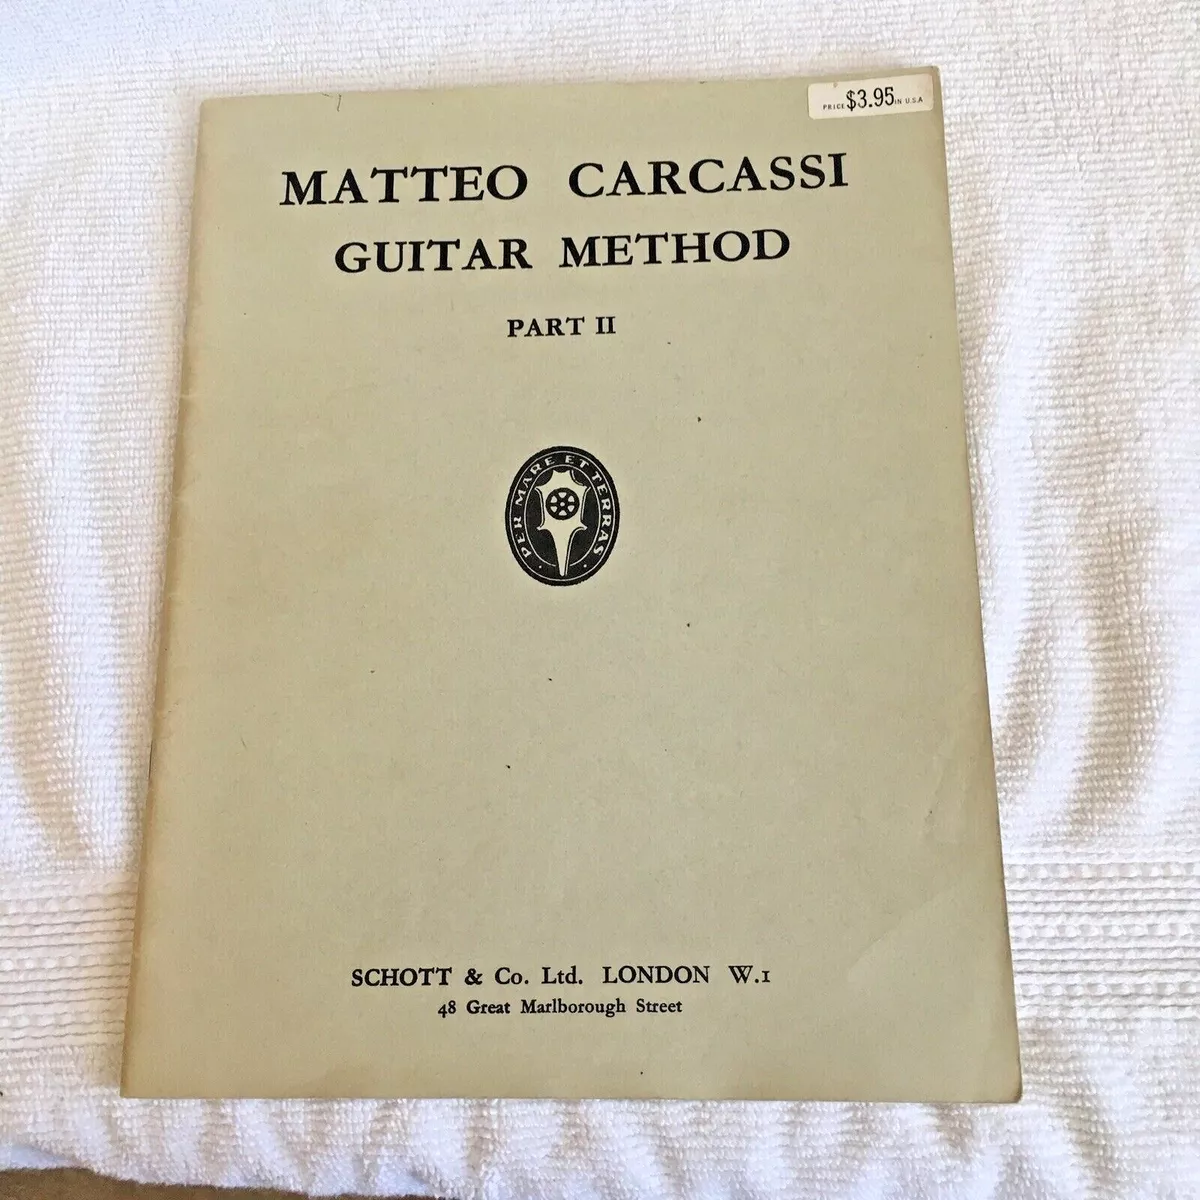 PRICE $3.95 IN U.S.A
MATTEO CARCASSI
GUITAR METHOD
PART II
PER MARE ET TERRAS
SCHOTT & Co. Ltd. LONDON W.1
48 Great Marlborough Street